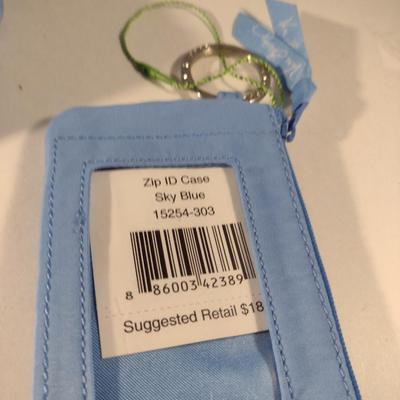 Zip ID Case
Sky Blue
15254-303
8 86003 42389
Suggested Retail $18